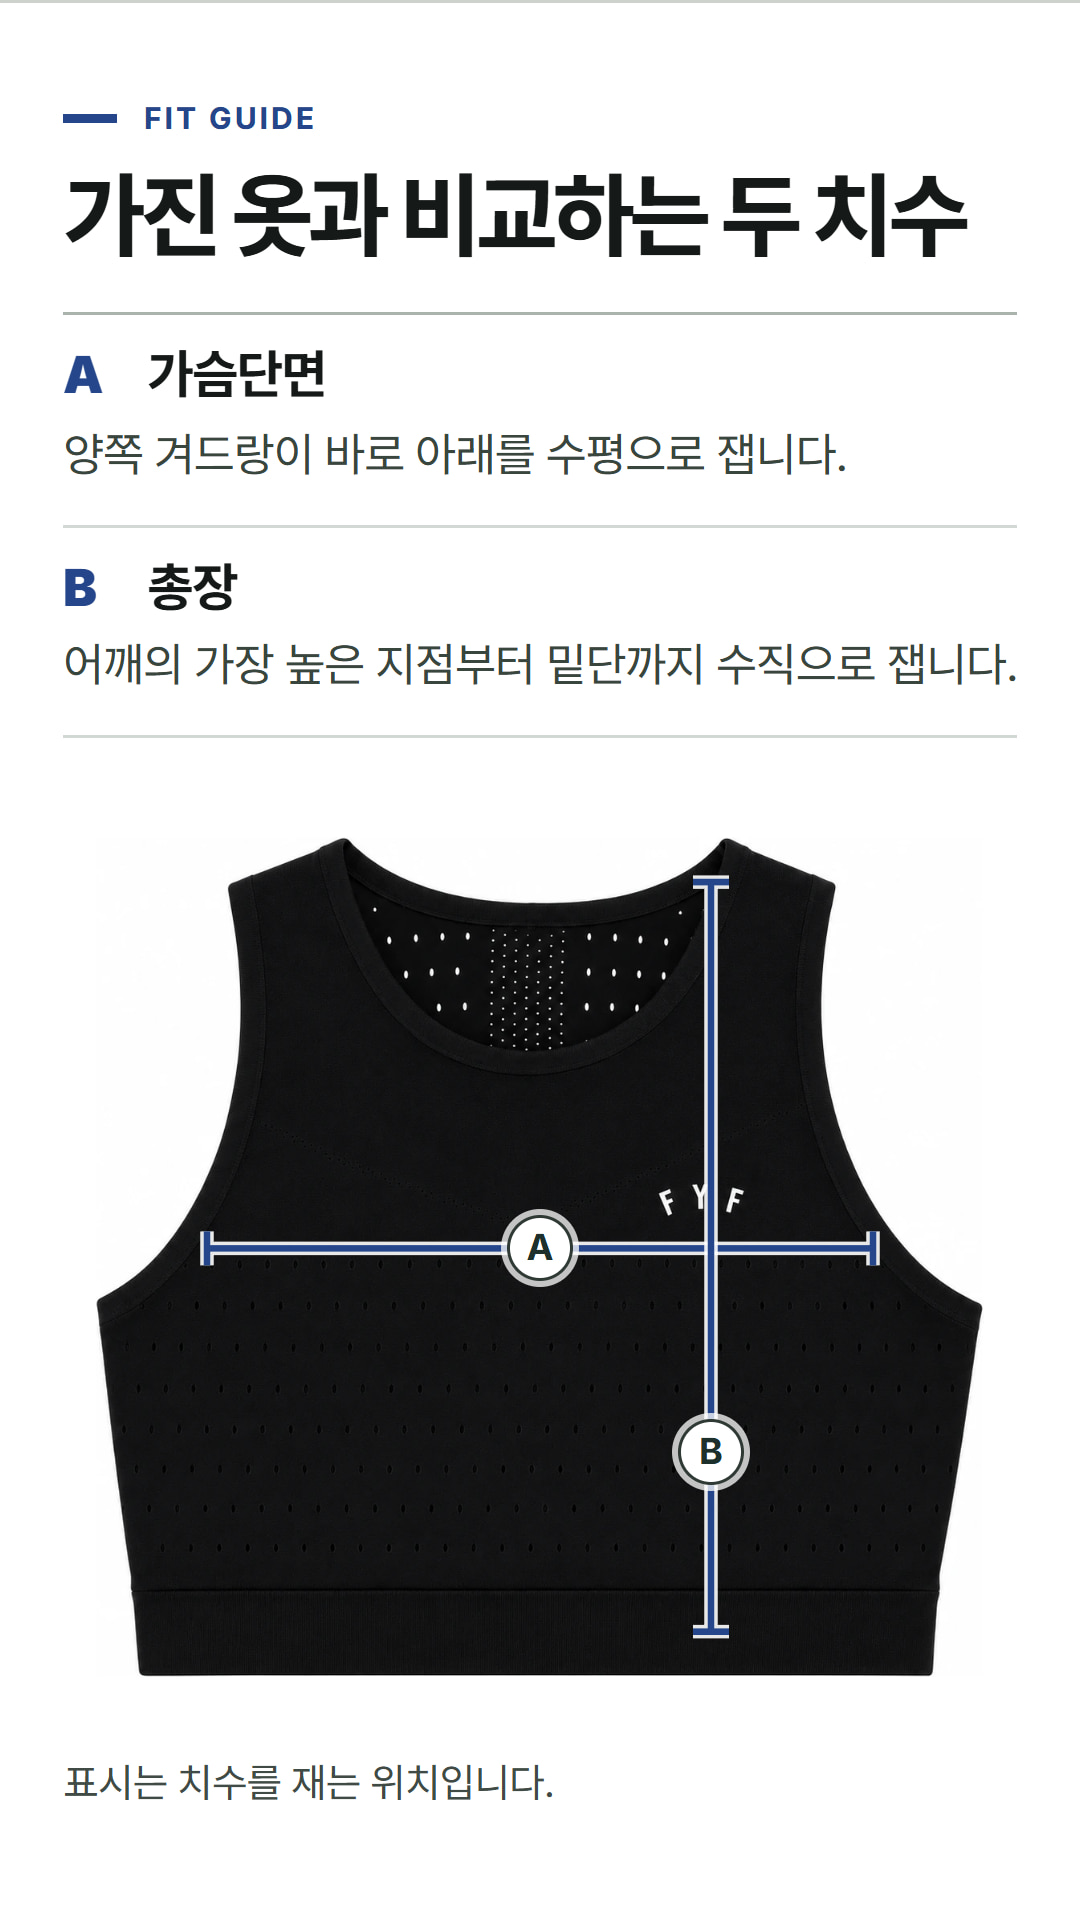 FIT GUIDE
가진 옷과 비교하는 두 치수
A 가슴단면
양쪽 겨드랑이 바로 아래를 수평으로 잽니다.
B 총장
어깨의 가장 높은 지점부터 밑단까지 수직으로 잽니다.
FYF
A
B
표시는 치수를 재는 위치입니다.